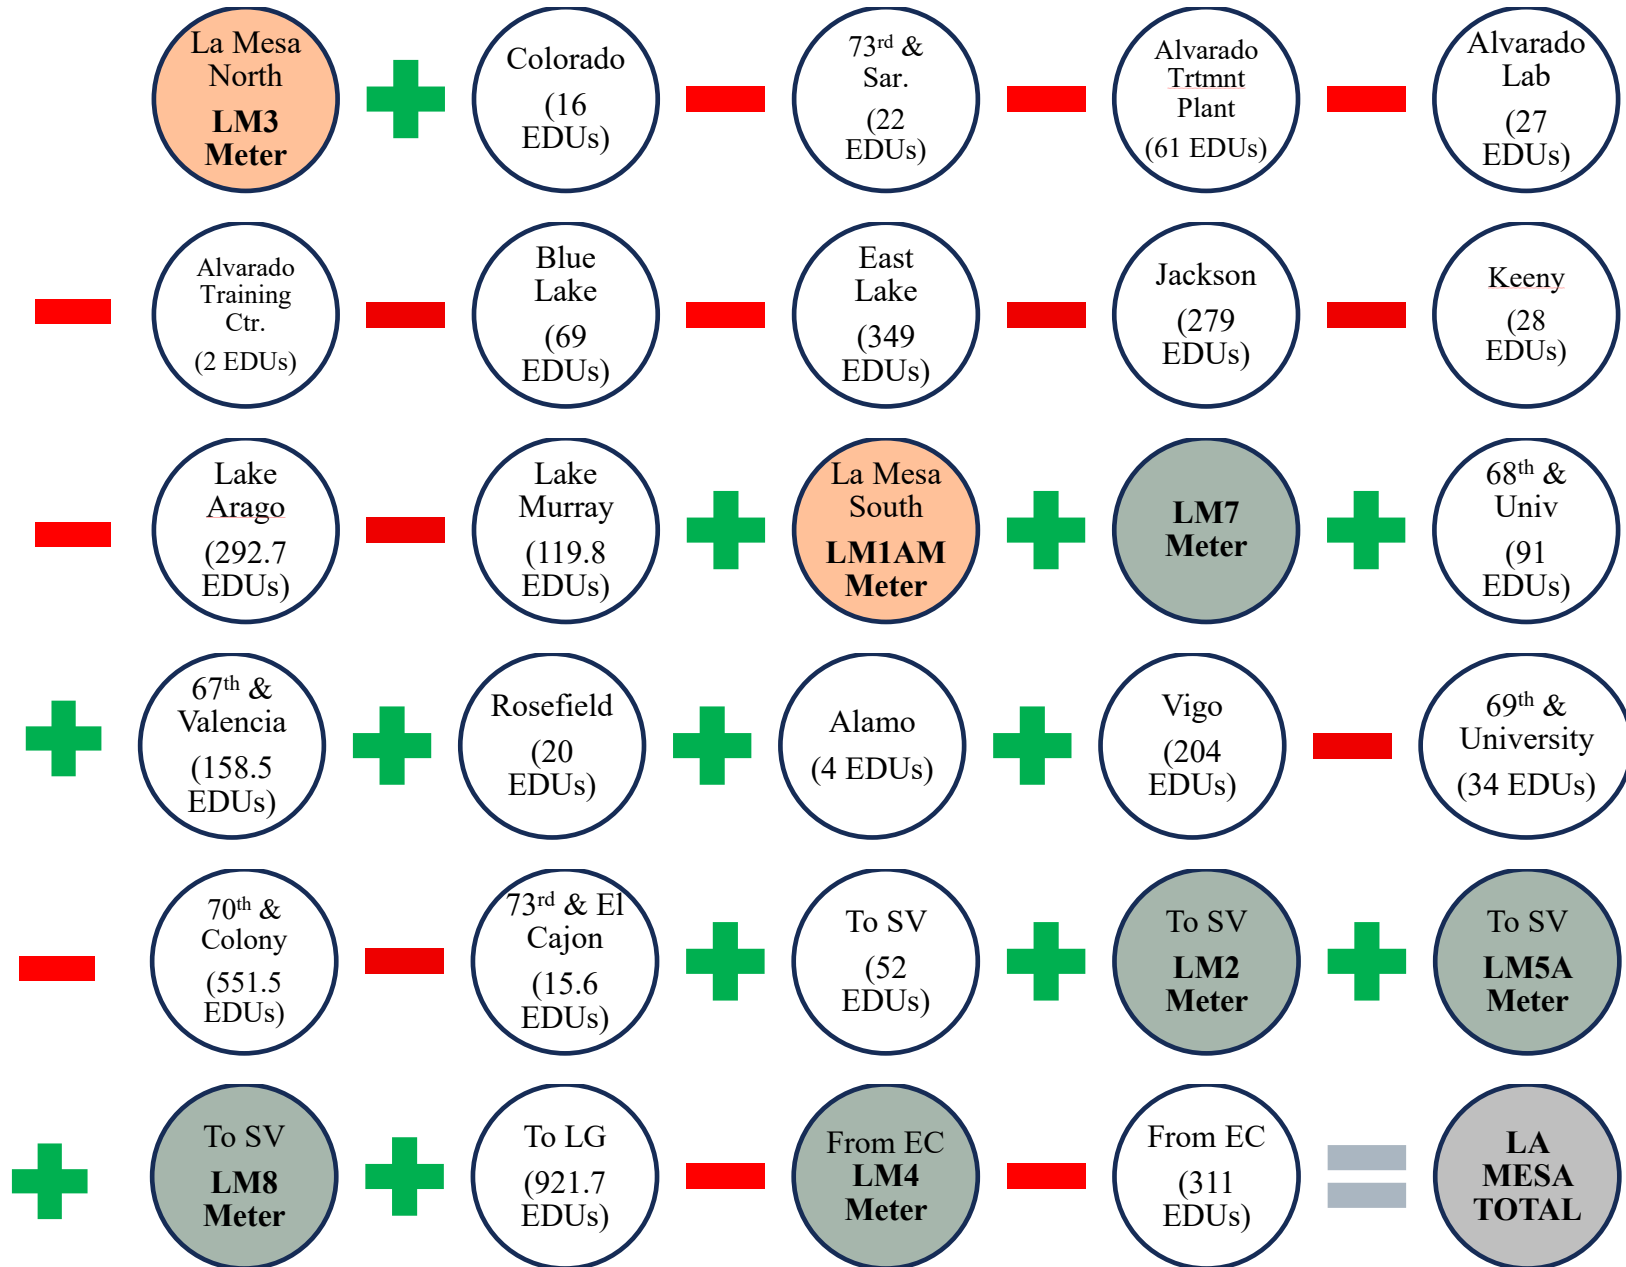 La Mesa
North
LM3
Meter
Colorado
(16
EDUs)
73rd &
Sar.
(22
EDUs)
Alvarado
Trtmnt
Plant
(61 EDUs)
Alvarado
Lab
(27
EDUs)
Alvarado
Training
Ctr.
(2 EDUs)
Blue
Lake
(69
EDUs)
East
Lake
(349
EDUs)
Jackson
(279
EDUs)
Keeny
(28
EDUs)
Lake
Arago
(292.7
EDUs)
Lake
Murray
(119.8
EDUs)
La Mesa
South
LM1AM
Meter
LM7
Meter
68th &
Univ
(91
EDUs)
67th &
Valencia
(158.5
EDUs)
Rosefield
(20
EDUs)
Alamo
(4 EDUs)
Vigo
(204
EDUs)
69th &
University
(34 EDUs)
70th &
Colony
(551.5
EDUs)
73rd & El
Cajon
(15.6
EDUs)
To SV
(52
EDUs)
To SV
LM2
Meter
To SV
LM5A
Meter
To SV
LM8
Meter
To LG
(921.7
EDUs)
From EC
LM4
Meter
From EC
(311
EDUs)
LA
MESA
TOTAL